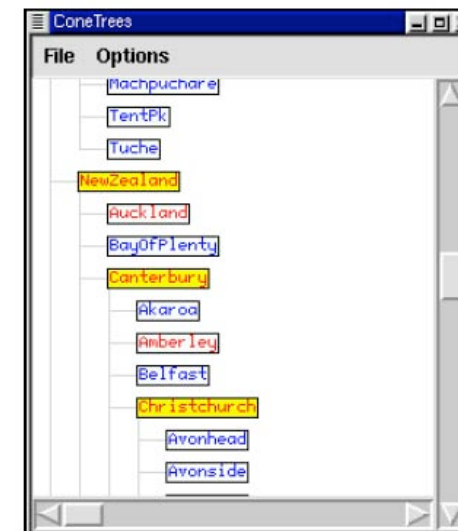 ConeTrees
File Options
Machpuchare
TentPk
Tuche
NewZealand
Auckland
BayOfPlenty
Canterbury
Akaroa
Amberley
Belfast
Christchurch
Avonhead
Avonside